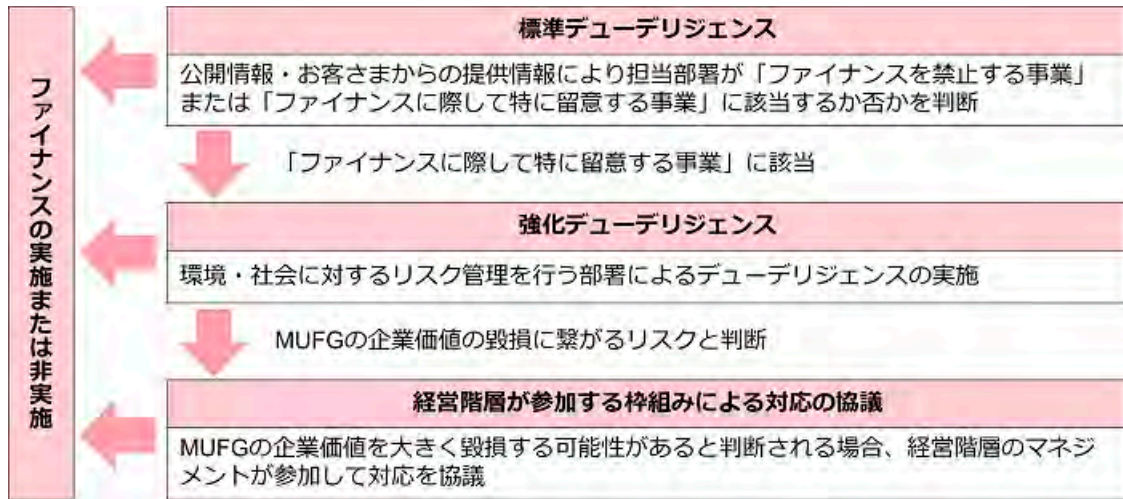 ファイナンスの実施または非実施
標準デューデリジェンス
公開情報・お客さまからの提供情報により担当部署が「ファイナンスを禁止する事業」
または「ファイナンスに際して特に留意する事業」に該当するか否かを判断
「ファイナンスに際して特に留意する事業」に該当
強化デューデリジェンス
環境・社会に対するリスク管理を行う部署によるデューデリジェンスの実施
MUFGの企業価値の毀損に繋がるリスクと判断
経営階層が参加する枠組みによる対応の協議
MUFGの企業価値を大きく毀損する可能性があると判断される場合、経営階層のマネジ
メントが参加して対応を協議